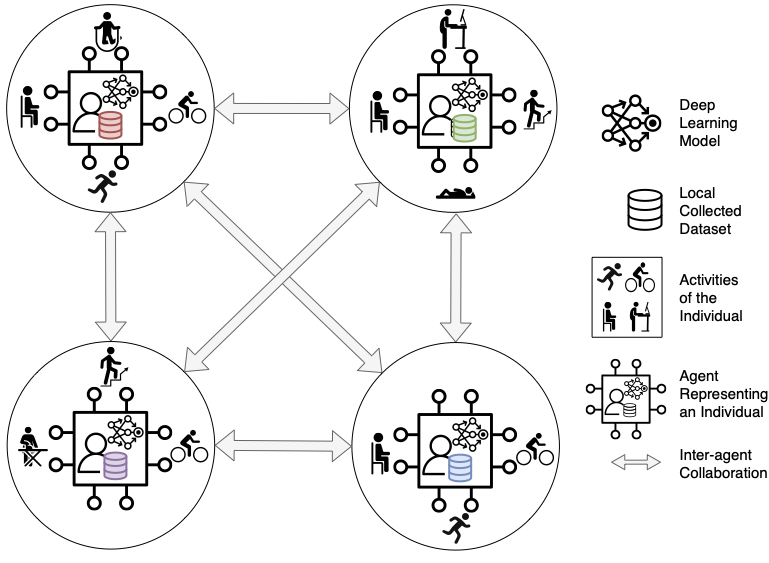 Deep
Learning
Model
Local
Collected
Dataset
Activities
of the
Individual
Agent
Representing
an Individual
Inter-agent
Collaboration